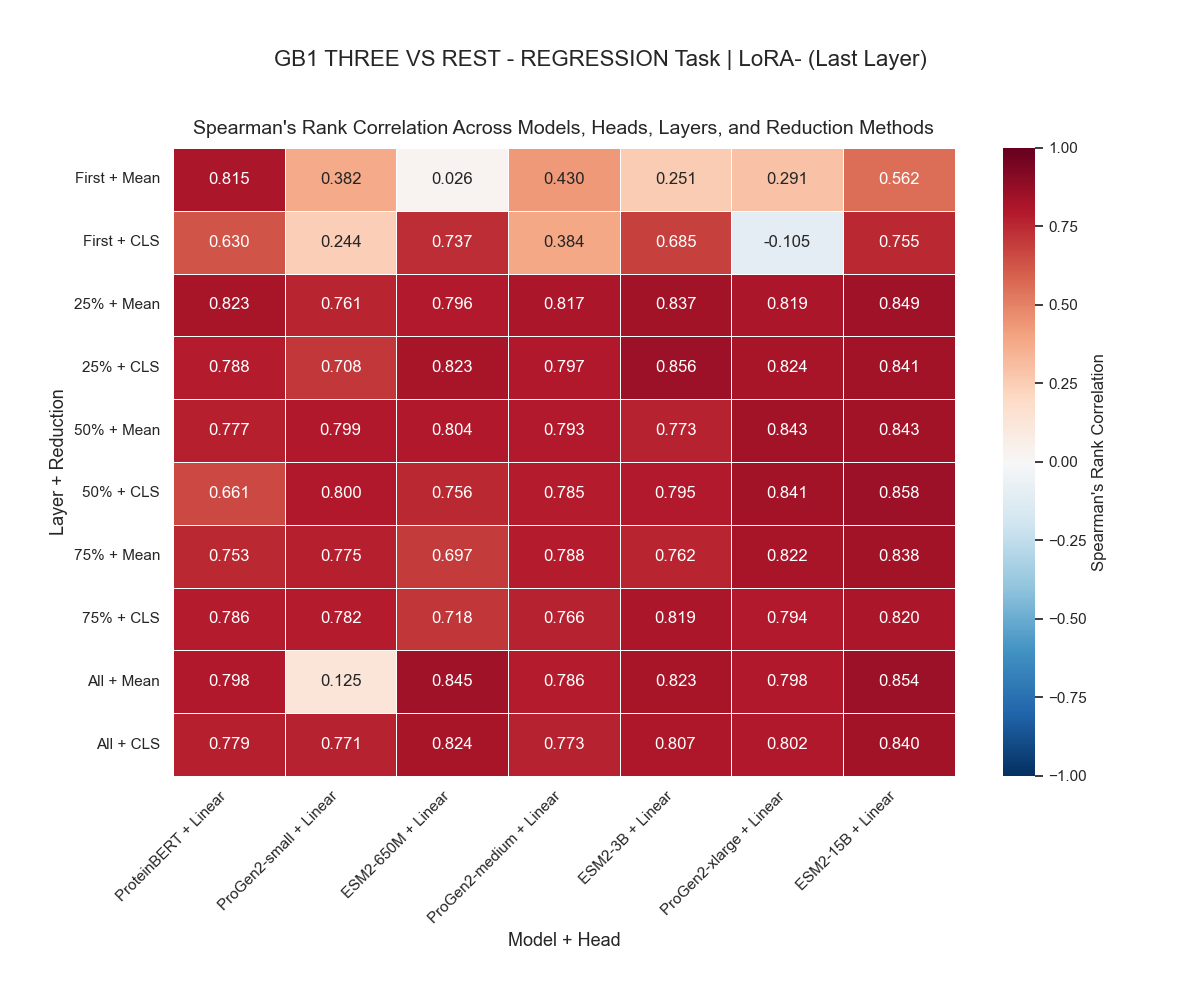 GB1 THREE VS REST - REGRESSION Task | LoRA- (Last Layer)
Spearman's Rank Correlation Across Models, Heads, Layers, and Reduction Methods
Layer + Reduction
First + Mean 0.815 0.382 0.026 0.430 0.251 0.291 0.562
First + CLS 0.630 0.244 0.737 0.384 0.685 -0.105 0.755
25% + Mean 0.823 0.761 0.796 0.817 0.837 0.819 0.849
25% + CLS 0.788 0.708 0.823 0.797 0.856 0.824 0.841
50% + Mean 0.777 0.799 0.804 0.793 0.773 0.843 0.843
50% + CLS 0.661 0.800 0.756 0.785 0.795 0.841 0.858
75% + Mean 0.753 0.775 0.697 0.788 0.762 0.822 0.838
75% + CLS 0.786 0.782 0.718 0.766 0.819 0.794 0.820
All + Mean 0.798 0.125 0.845 0.786 0.823 0.798 0.854
All + CLS 0.779 0.771 0.824 0.773 0.807 0.802 0.840
ProteinBERT + Linear
ProGen2-small + Linear
ESM2-650M + Linear
ProGen2-medium + Linear
ESM2-3B + Linear
ProGen2-xlarge + Linear
ESM2-15B + Linear
Model + Head
1.00
0.75
0.50
0.25
0.00
−0.25
−0.50
−0.75
−1.00
Spearman's Rank Correlation